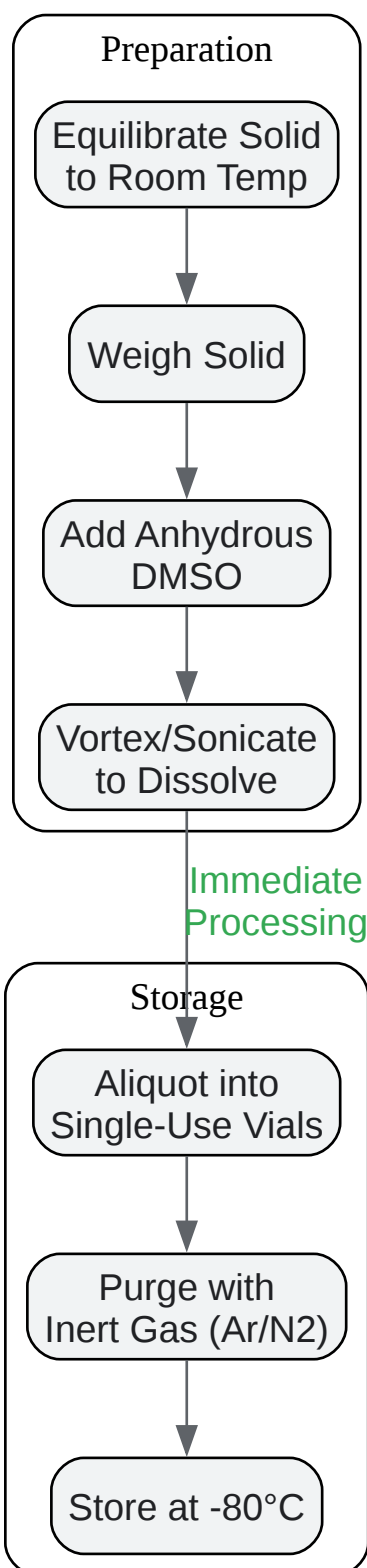 Preparation
Equilibrate Solid
to Room Temp
Weigh Solid
Add Anhydrous
DMSO
Vortex/Sonicate
to Dissolve
Immediate
Processing
Storage
Aliquot into
Single-Use Vials
Purge with
Inert Gas (Ar/N2)
Store at -80°C